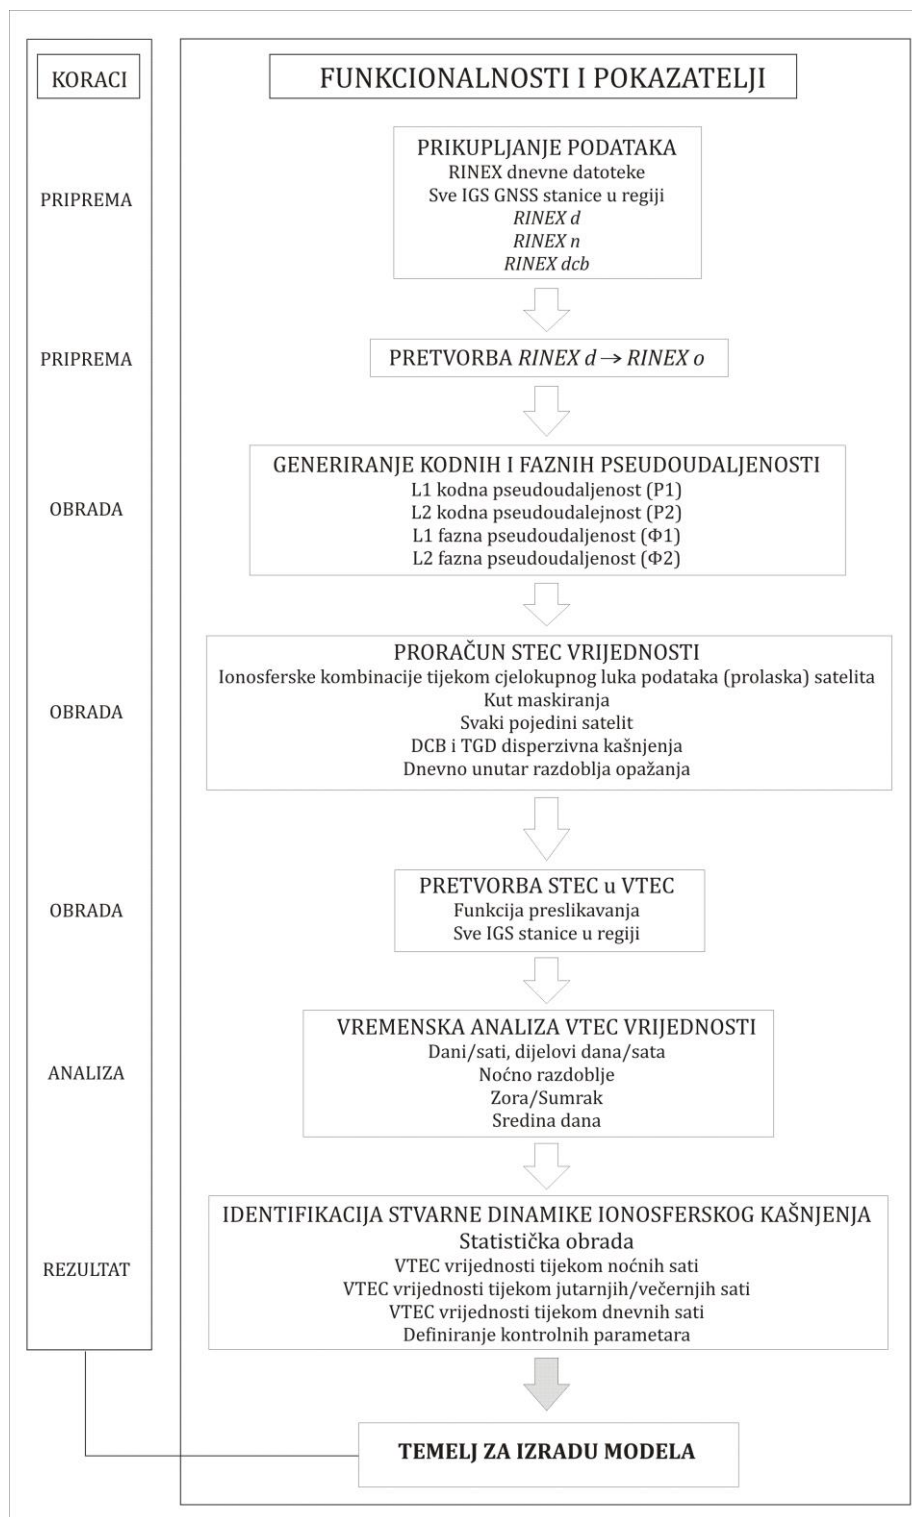 KORACI
FUNKCIONALNOSTI I POKAZATELJI
PRIPREMA
PRIKUPLJANJE PODATAKA
RINEX dnevne datoteke
Sve IGS GNSS stanice u regiji
RINEX d
RINEX n
RINEX dcb
PRIPREMA
PRETVORBA RINEX d → RINEX o
OBRADA
GENERIRANJE KODNIH I FAZNIH PSEUDOUDALJENOSTI
L1 kodna pseudoudaljenost (P1)
L2 kodna pseudoudalejnost (P2)
L1 fazna pseudoudaljenost (Φ1)
L2 fazna pseudoudaljenost (Φ2)
OBRADA
PRORAČUN STEC VRIJEDNOSTI
Ionosferske kombinacije tijekom cjelokupnog luka podataka (prolaska) satelita
Kut maskiranja
Svaki pojedini satelit
DCB i TGD disperzivna kašnjenja
Dnevno unutar razdoblja opažanja
OBRADA
PRETVORBA STEC u VTEC
Funkcija preslikavanja
Sve IGS stanice u regiji
ANALIZA
VREMENSKA ANALIZA VTEC VRIJEDNOSTI
Dani/sati, dijelovi dana/sata
Noćno razdoblje
Zora/Sumrak
Sredina dana
REZULTAT
IDENTIFIKACIJA STVARNE DINAMIKE IONOSFERSKOG KAŠNJENJA
Statistička obrada
VTEC vrijednosti tijekom noćnih sati
VTEC vrijednosti tijekom jutarnjih/večernjih sati
VTEC vrijednosti tijekom dnevnih sati
Definiranje kontrolnih parametara
TEMELJ ZA IZRADU MODELA